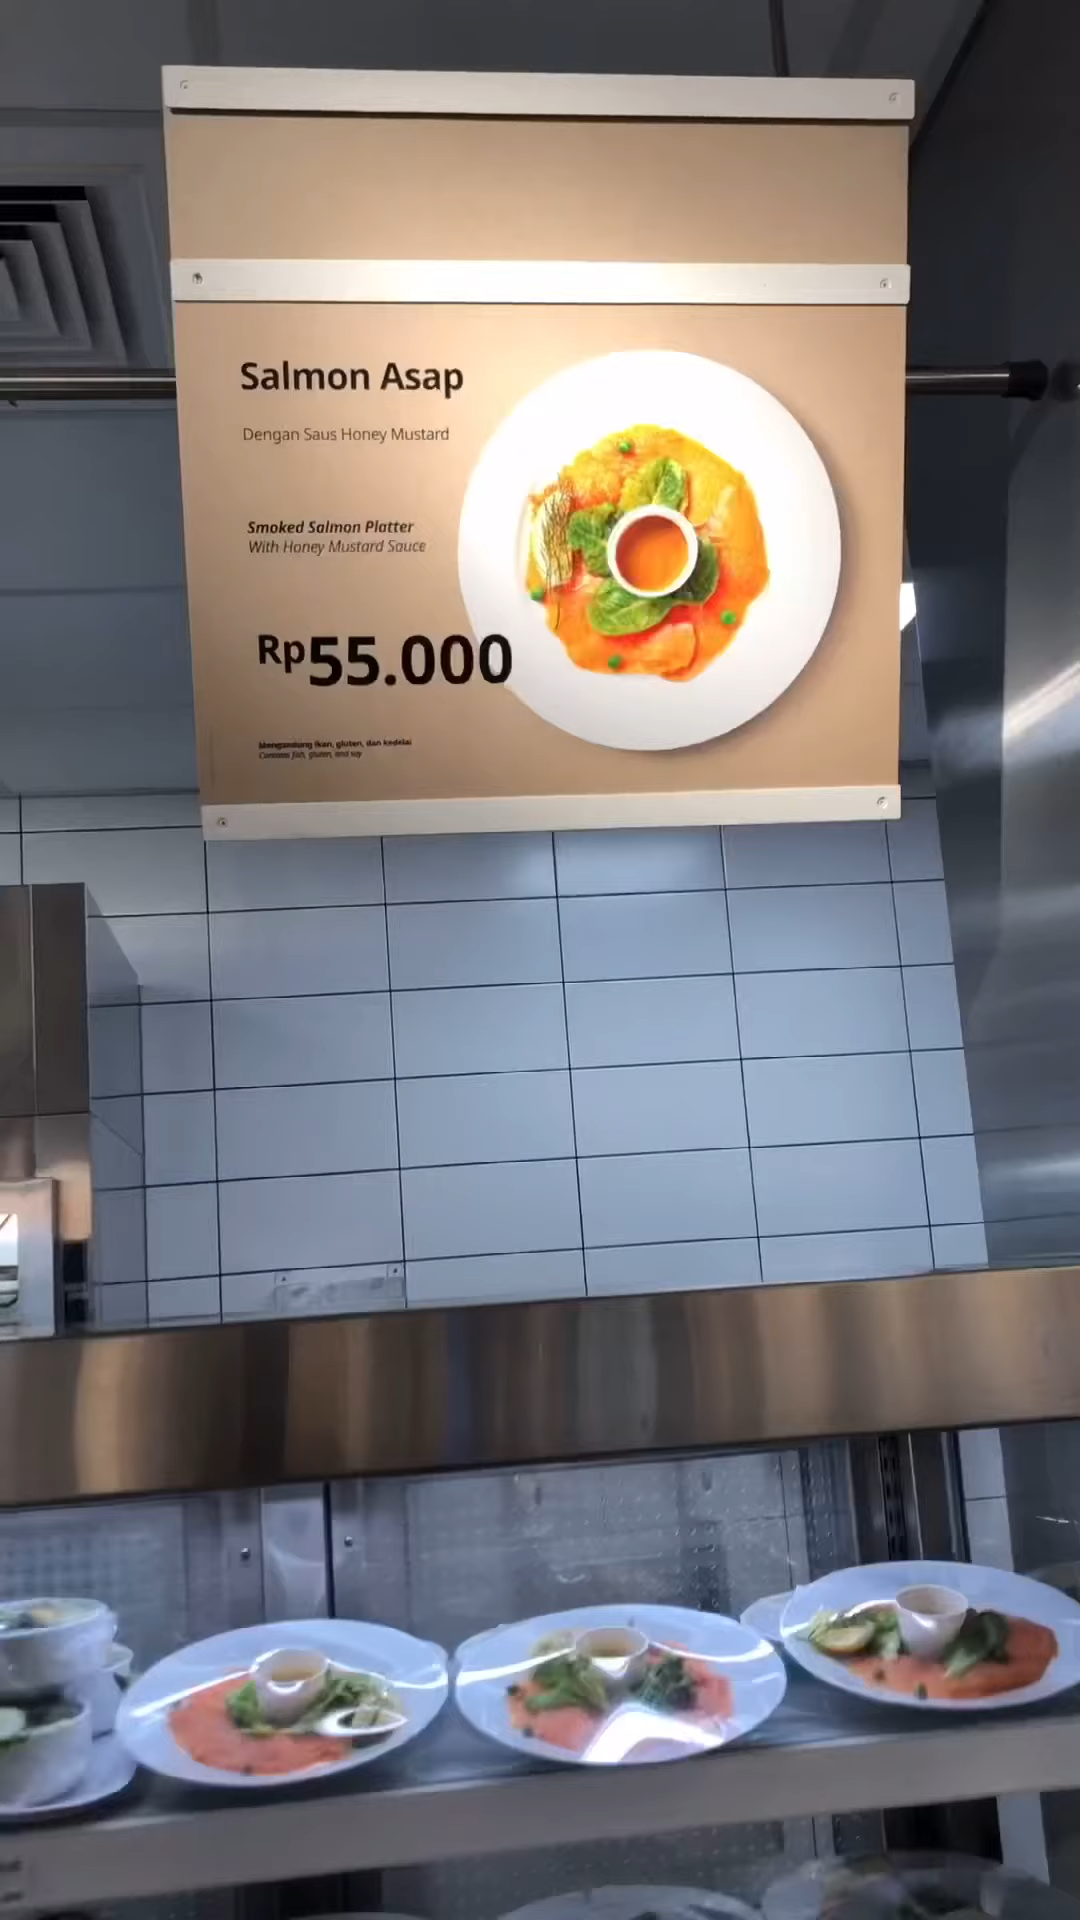 Salmon Asap
Dengan Saus Honey Mustard
Smoked Salmon Platter
With Honey Mustard Sauce
Rp55.000
Mengandung ikan, gluten, dan kedelai
Contains fish, gluten, and soy